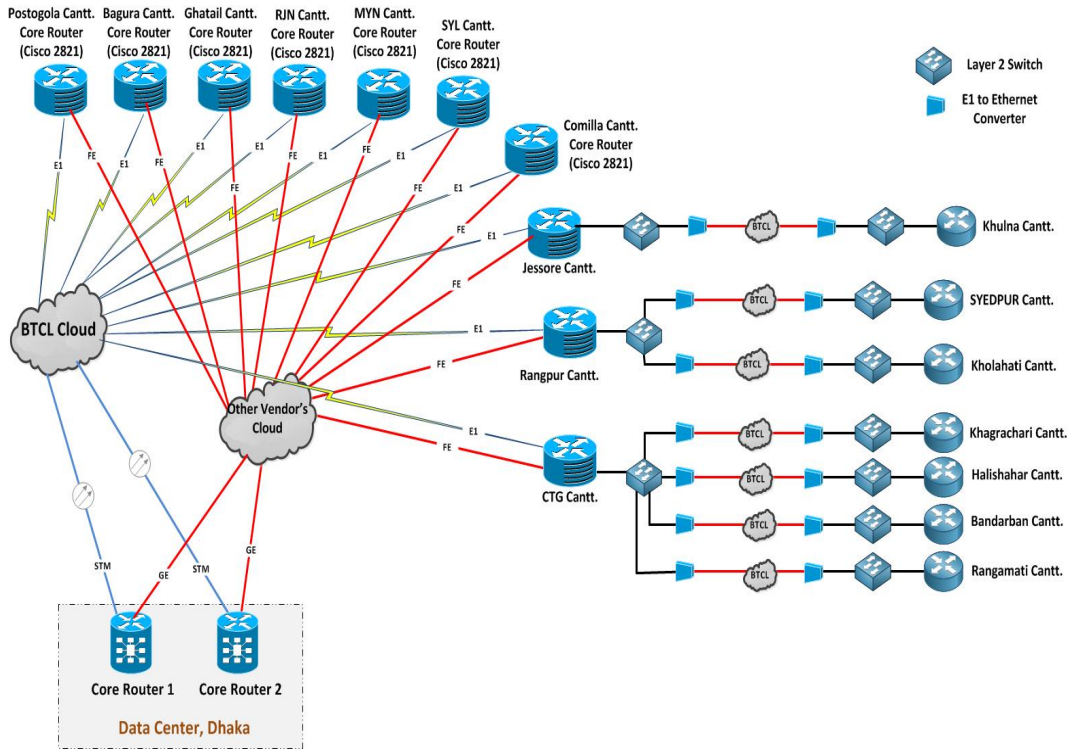 Postogola Cantt.
Core Router
(Cisco 2821)
Bagura Cantt.
Core Router
(Cisco 2821)
Ghatail Cantt.
Core Router
(Cisco 2821)
RJN Cantt.
Core Router
(Cisco 2821)
MYN Cantt.
Core Router
(Cisco 2821)
SYL Cantt.
Core Router
(Cisco 2821)
Layer 2 Switch
E1 to Ethernet
Converter
Comilla Cantt.
Core Router
(Cisco 2821)
E1
FE
E1
FE
E1
FE
E1
FE
E1
FE
E1
FE
E1
FE
E1
FE
Jessore Cantt.
BTCL
Khulna Cantt.
BTCL Cloud
E1
FE
Rangpur Cantt.
BTCL
SYEDPUR Cantt.
BTCL
Kholahati Cantt.
Other Vendor's
Cloud
E1
FE
CTG Cantt.
BTCL
Khagrachari Cantt.
BTCL
Halishahar Cantt.
BTCL
Bandarban Cantt.
BTCL
Rangamati Cantt.
STM
GE
STM
GE
Core Router 1
Core Router 2
Data Center, Dhaka